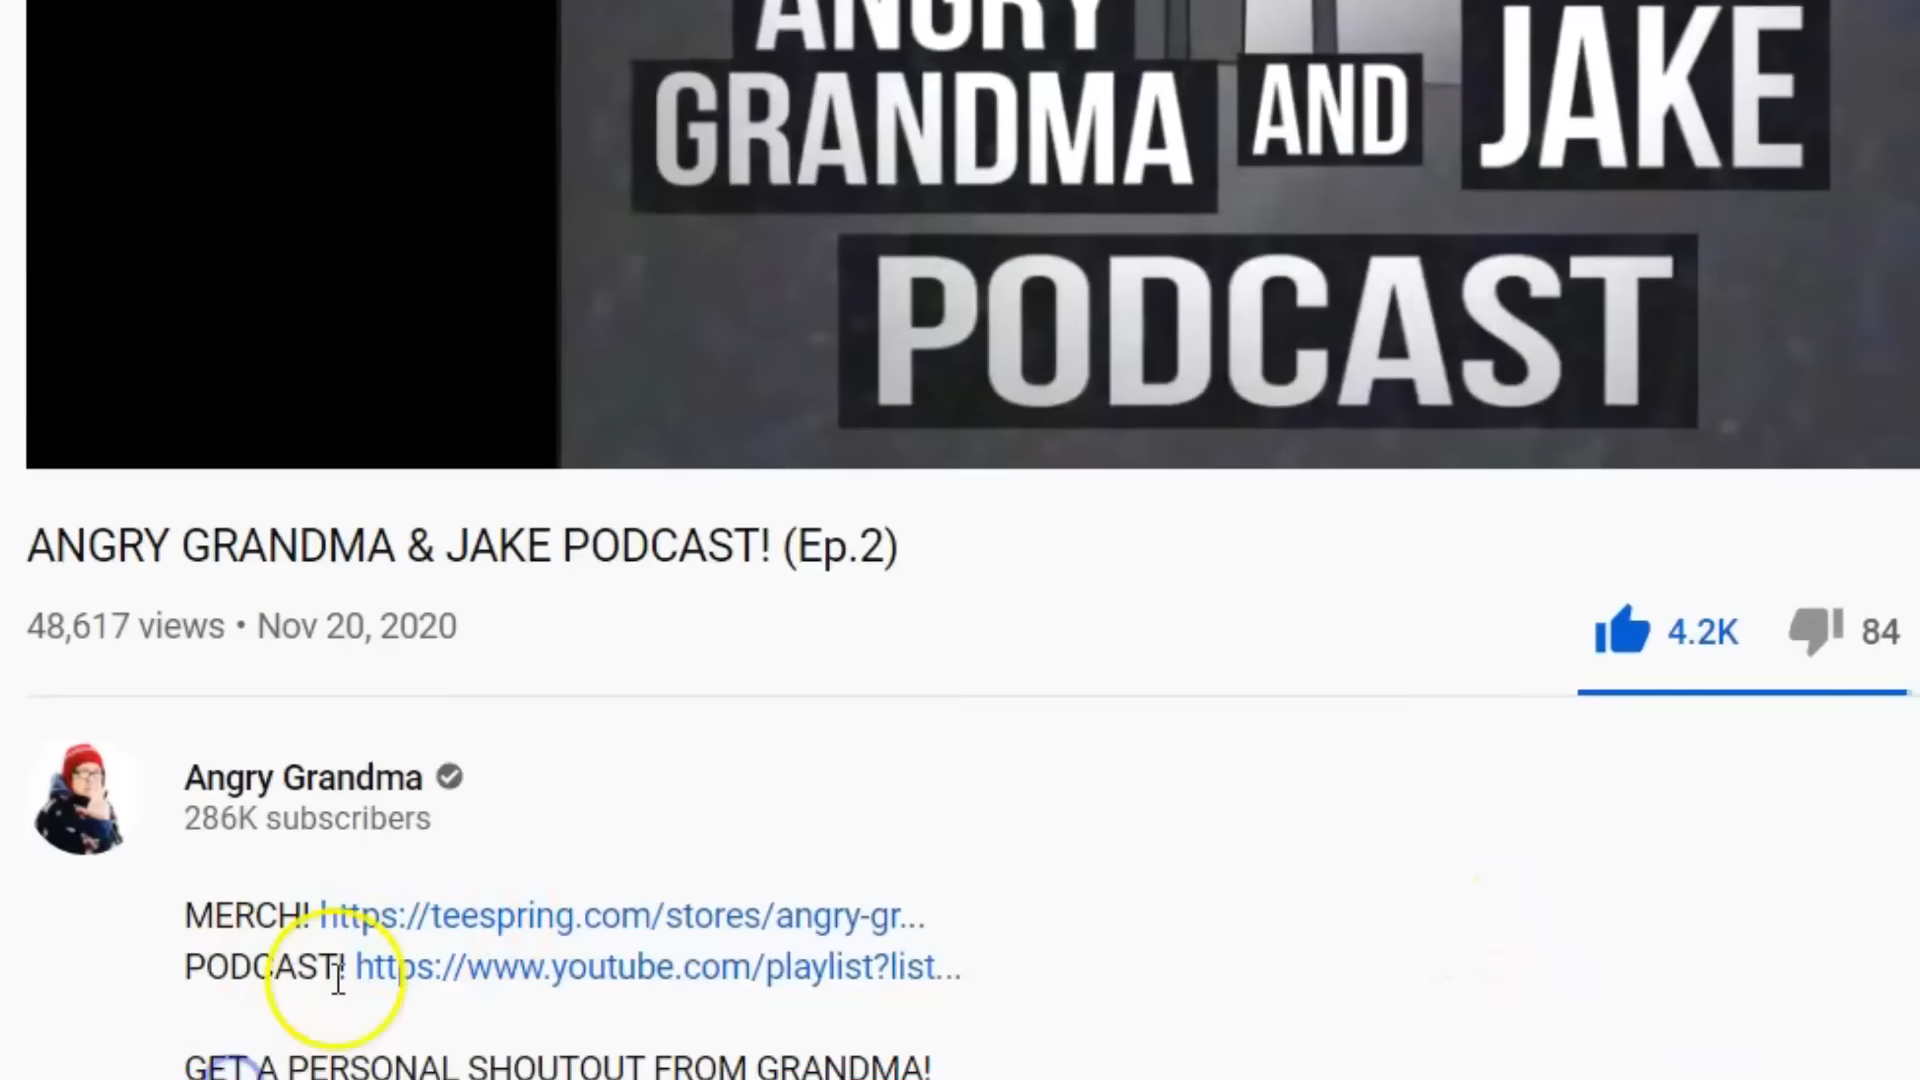 ANGRY
GRANDMA AND JAKE
PODCAST
ANGRY GRANDMA & JAKE PODCAST! (Ep.2)
48,617 views • Nov 20, 2020
4.2K 84
Angry Grandma
286K subscribers
MERCH! https://teespring.com/stores/angry-gr...
PODCAST! https://www.youtube.com/playlist?list...
GET A PERSONAL SHOUTOUT FROM GRANDMA!